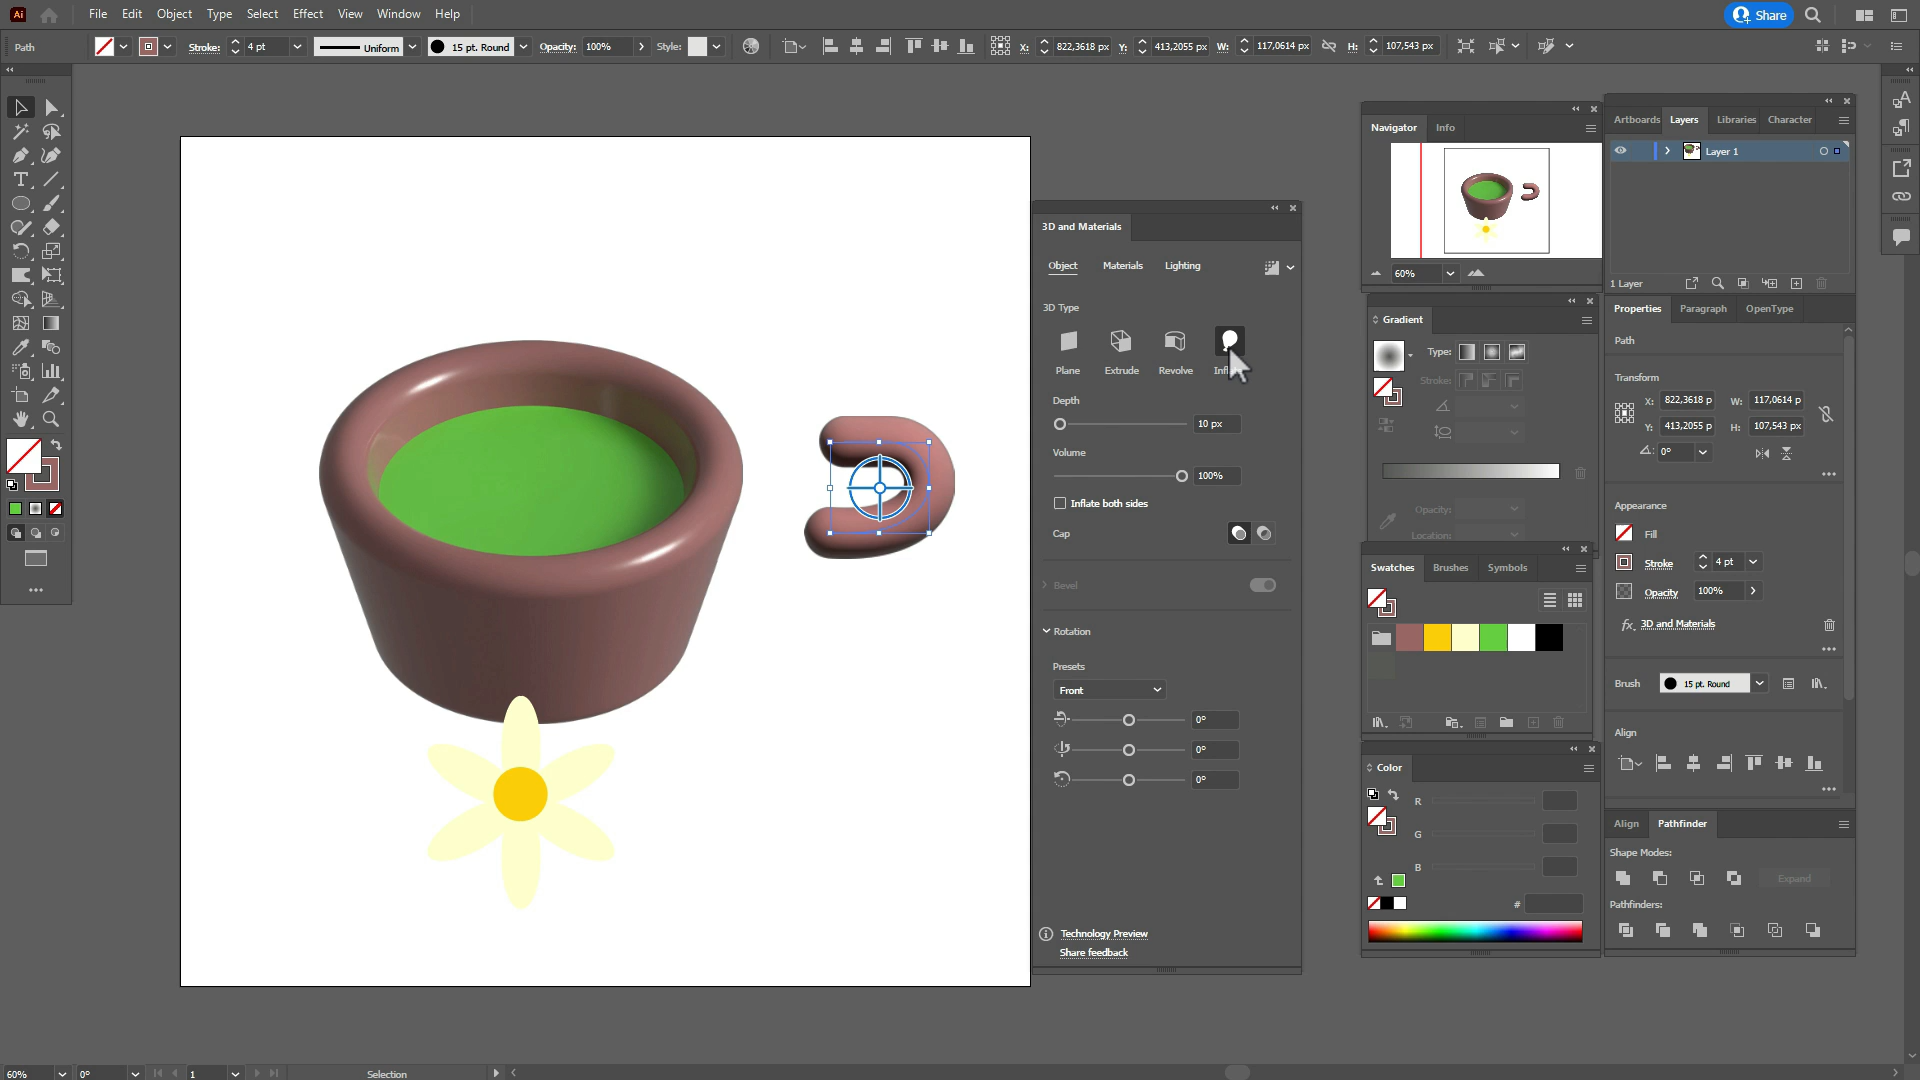 Ai File Edit Object Type Select Effect View Window Help Share
Path Stroke: 4 pt Uniform 15 pt. Round Opacity: 100% Style: X: 822,3618 px Y: 413,2055 px W: 117,0614 px H: 107,543 px
3D and Materials
Object Materials Lighting
3D Type
Plane Extrude Revolve
Depth
10 px
Volume
100%
Inflate both sides
Cap
Bevel
Rotation
Presets
Front
0°
0°
0°
Technology Preview
Share feedback
Navigator Info
60%
Gradient
Type:
Stroke:
Opacity:
Location:
Swatches Brushes Symbols
Color
R
G
B
#
Artboards Layers Libraries Character
Layer 1
1 Layer
Properties Paragraph OpenType
Path
Transform
X: 822,3618 p W: 117,0614 p
Y: 413,2055 p H: 107,543 px
0°
Appearance
Fill
Stroke 4 pt
Opacity 100%
fx. 3D and Materials
Brush 15 pt. Round
Align
Align Pathfinder
Shape Modes:
Expand
Pathfinders:
60% 0° 1 Selection